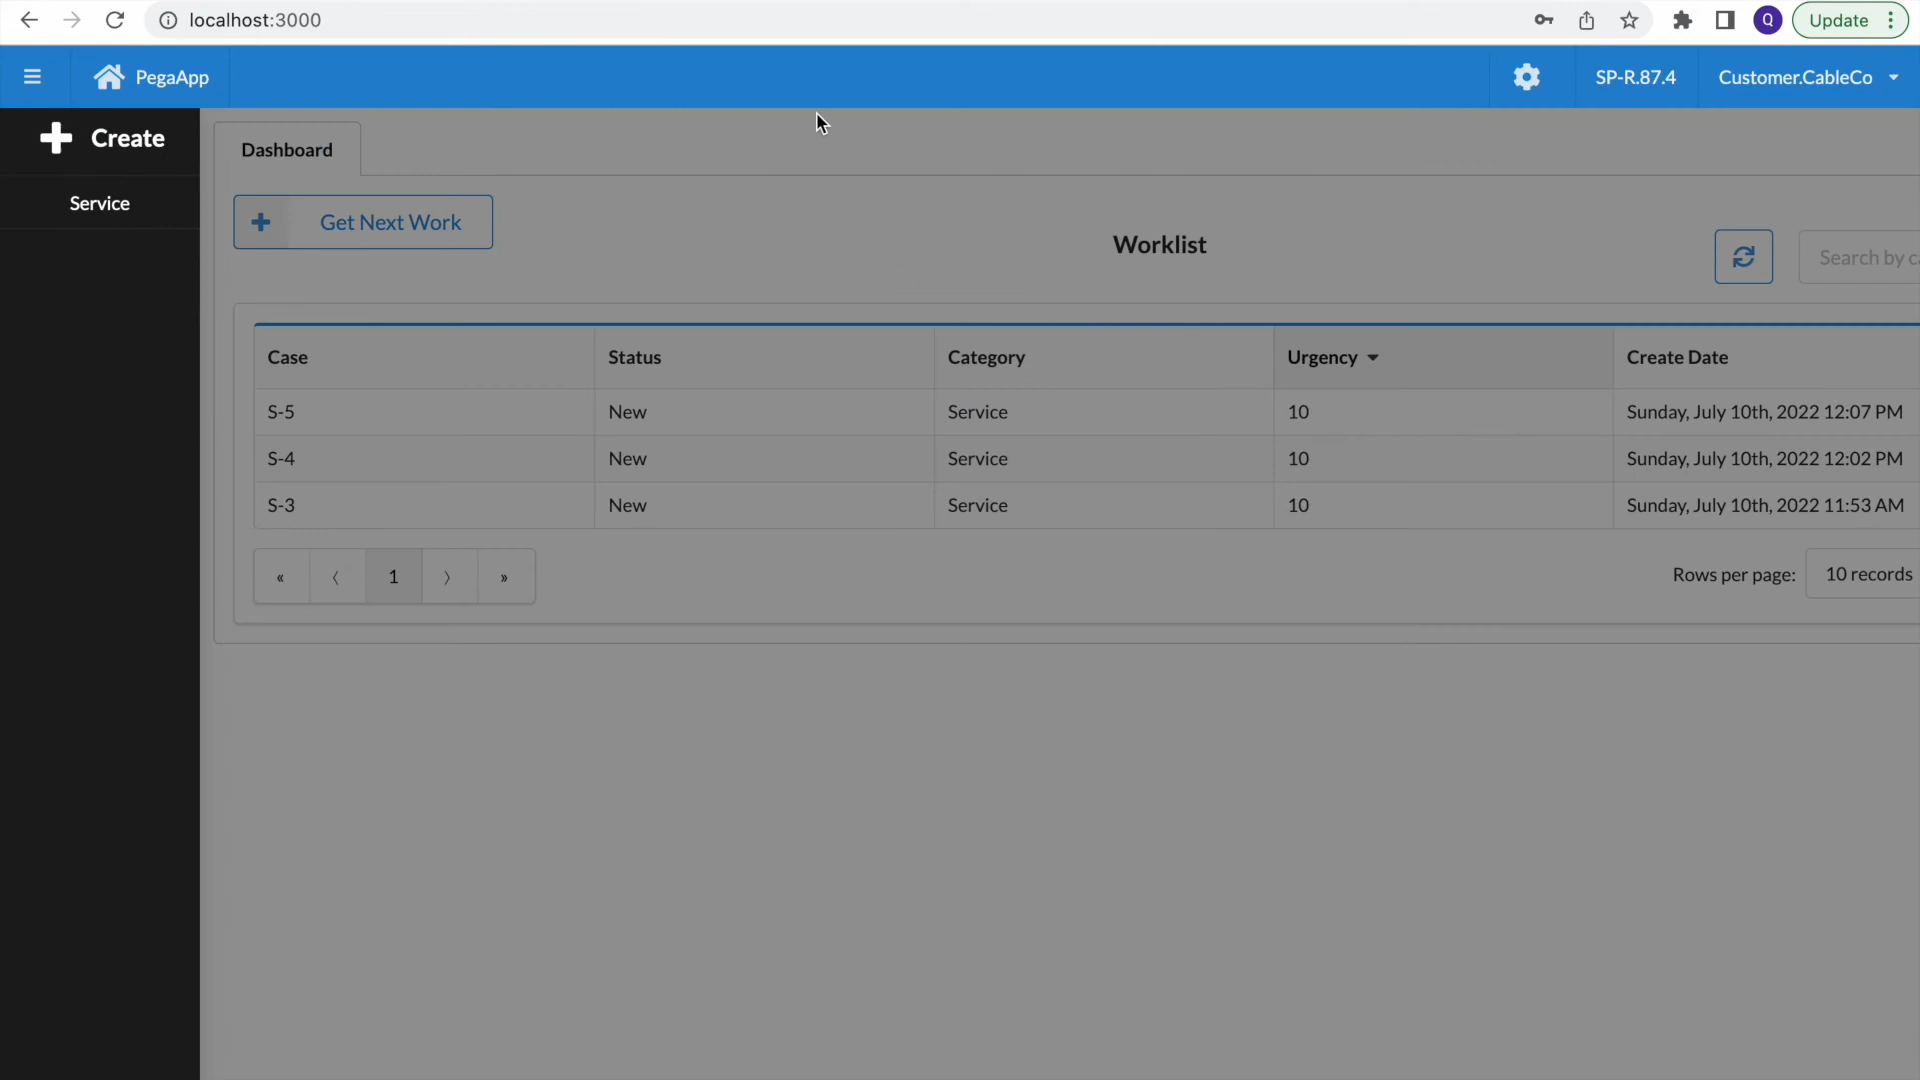 localhost:3000
Q
Update
PegaApp
SP-R.87.4
Customer.CableCo
Create
Dashboard
Service
Get Next Work
Worklist
Search by ca
Case Status Category Urgency Create Date
S-5 New Service 10 Sunday, July 10th, 2022 12:07 PM
S-4 New Service 10 Sunday, July 10th, 2022 12:02 PM
S-3 New Service 10 Sunday, July 10th, 2022 11:53 AM
« ⟨ 1 ⟩ »
Rows per page: 10 records